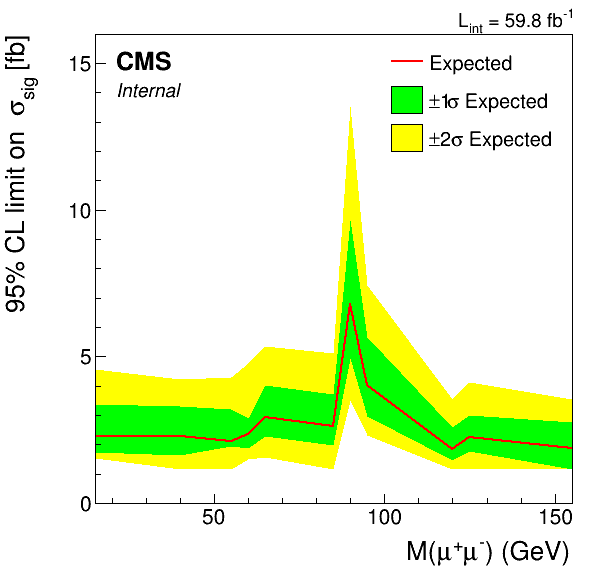 L_int = 59.8 fb^-1
CMS
Internal
Expected
±1σ Expected
±2σ Expected
95% CL limit on σ_sig [fb]
15
10
5
0
50
100
150
M(μ⁺μ⁻) (GeV)